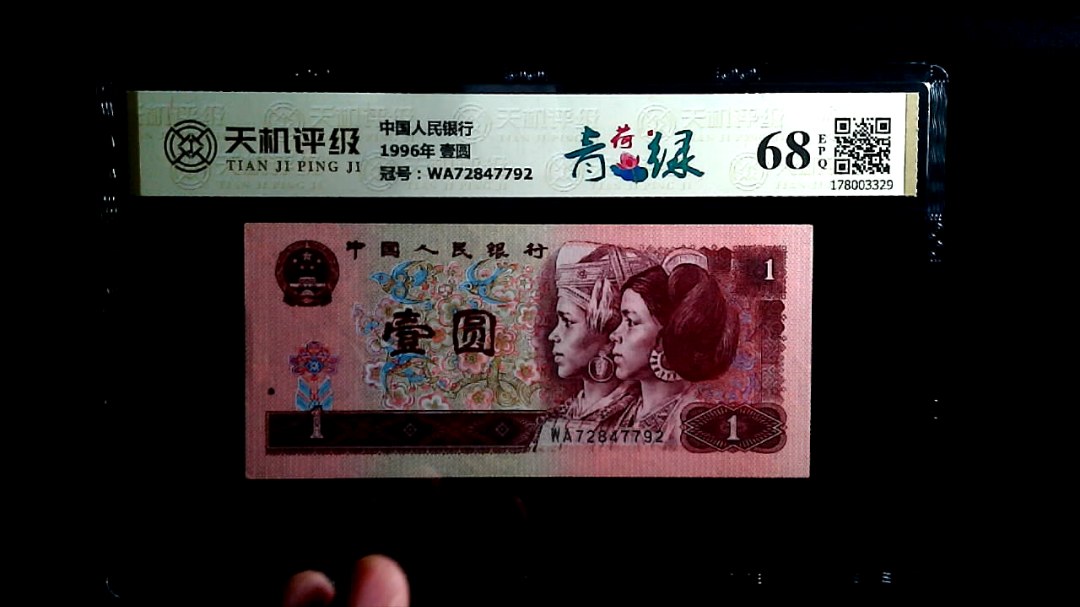 天机评级
TIAN JI PING JI
中国人民银行
1996年 壹圆
冠号：WA72847792
青荷绿
68
EPQ
178003329
中国人民银行
1
壹圆
1
WA72847792
1